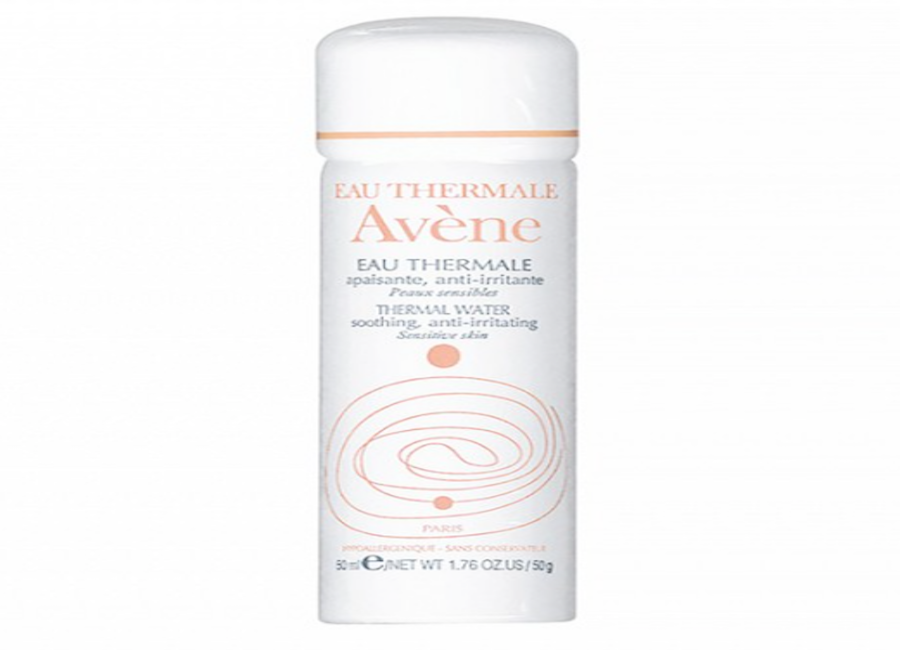 EAU THERMALE
Avène
EAU THERMALE
apaisante, anti-irritante
Peaux sensibles
THERMAL WATER
soothing, anti-irritating
Sensitive skin
PARIS
HYPOALLERGENIQUE - SANS CONSERVATEUR
50 ml e/NET WT 1.76 OZ.US / 50g